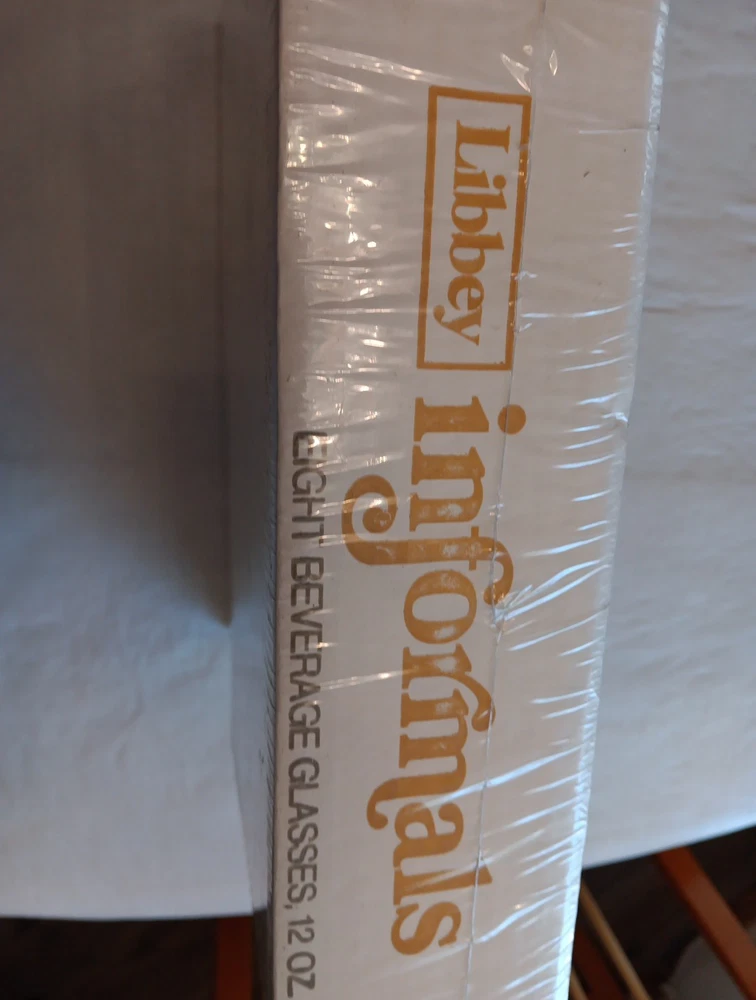 Libbey
informals
EIGHT BEVERAGE GLASSES, 12 OZ.